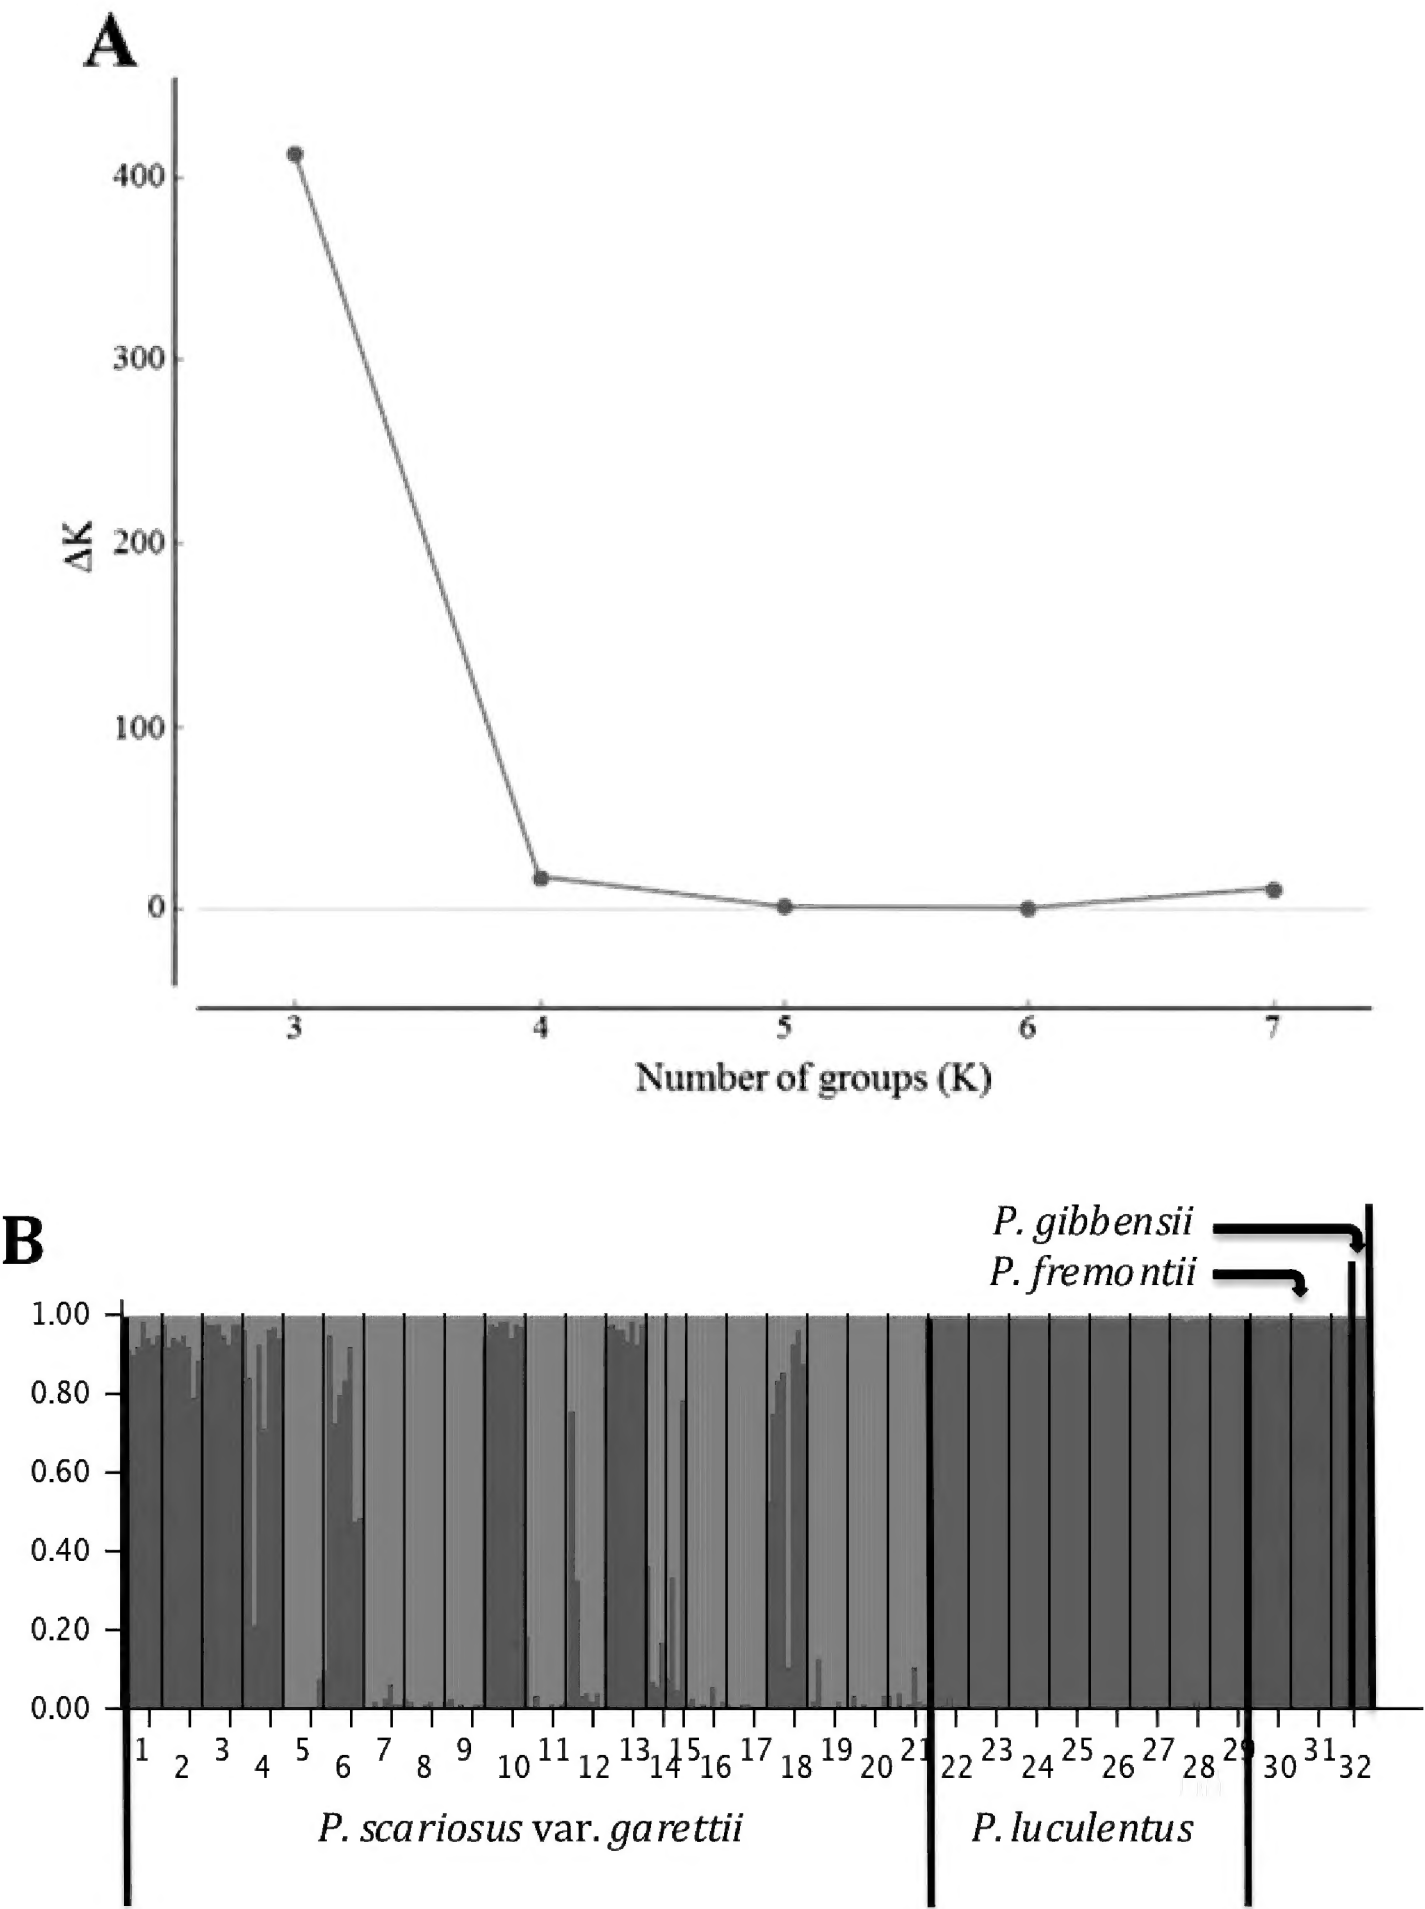 A
400
300
200
100
0
ΔK
3 4 5 6 7
Number of groups (K)
B
P. gibbensii
P. fremontii
1.00
0.80
0.60
0.40
0.20
0.00
1 2 3 4 5 6 7 8 9 10 11 12 13 14 15 16 17 18 19 20 21 22 23 24 25 26 27 28 29 30 31 32
P. scariosus var. garettii P. luculentus